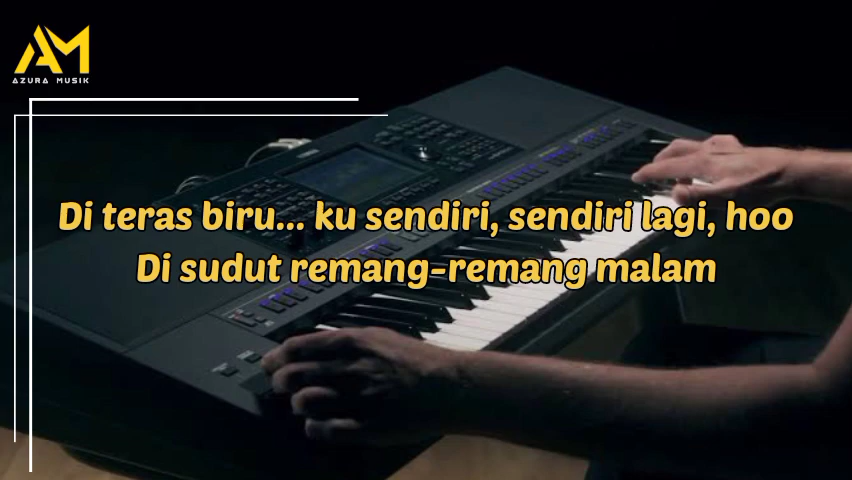 AM
AZURA MUSIK
Di teras biru... ku sendiri, sendiri lagi, hoo
Di sudut remang-remang malam